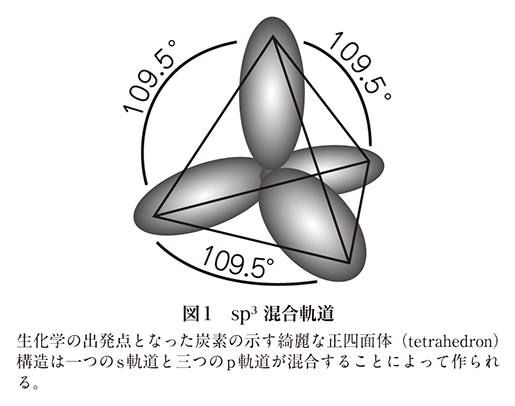 109.5°
109.5°
109.5°
図1 sp³ 混合軌道
生化学の出発点となった炭素の示す綺麗な正四面体(tetrahedron)
構造は一つのs軌道と三つのp軌道が混合することによって作られ
る。